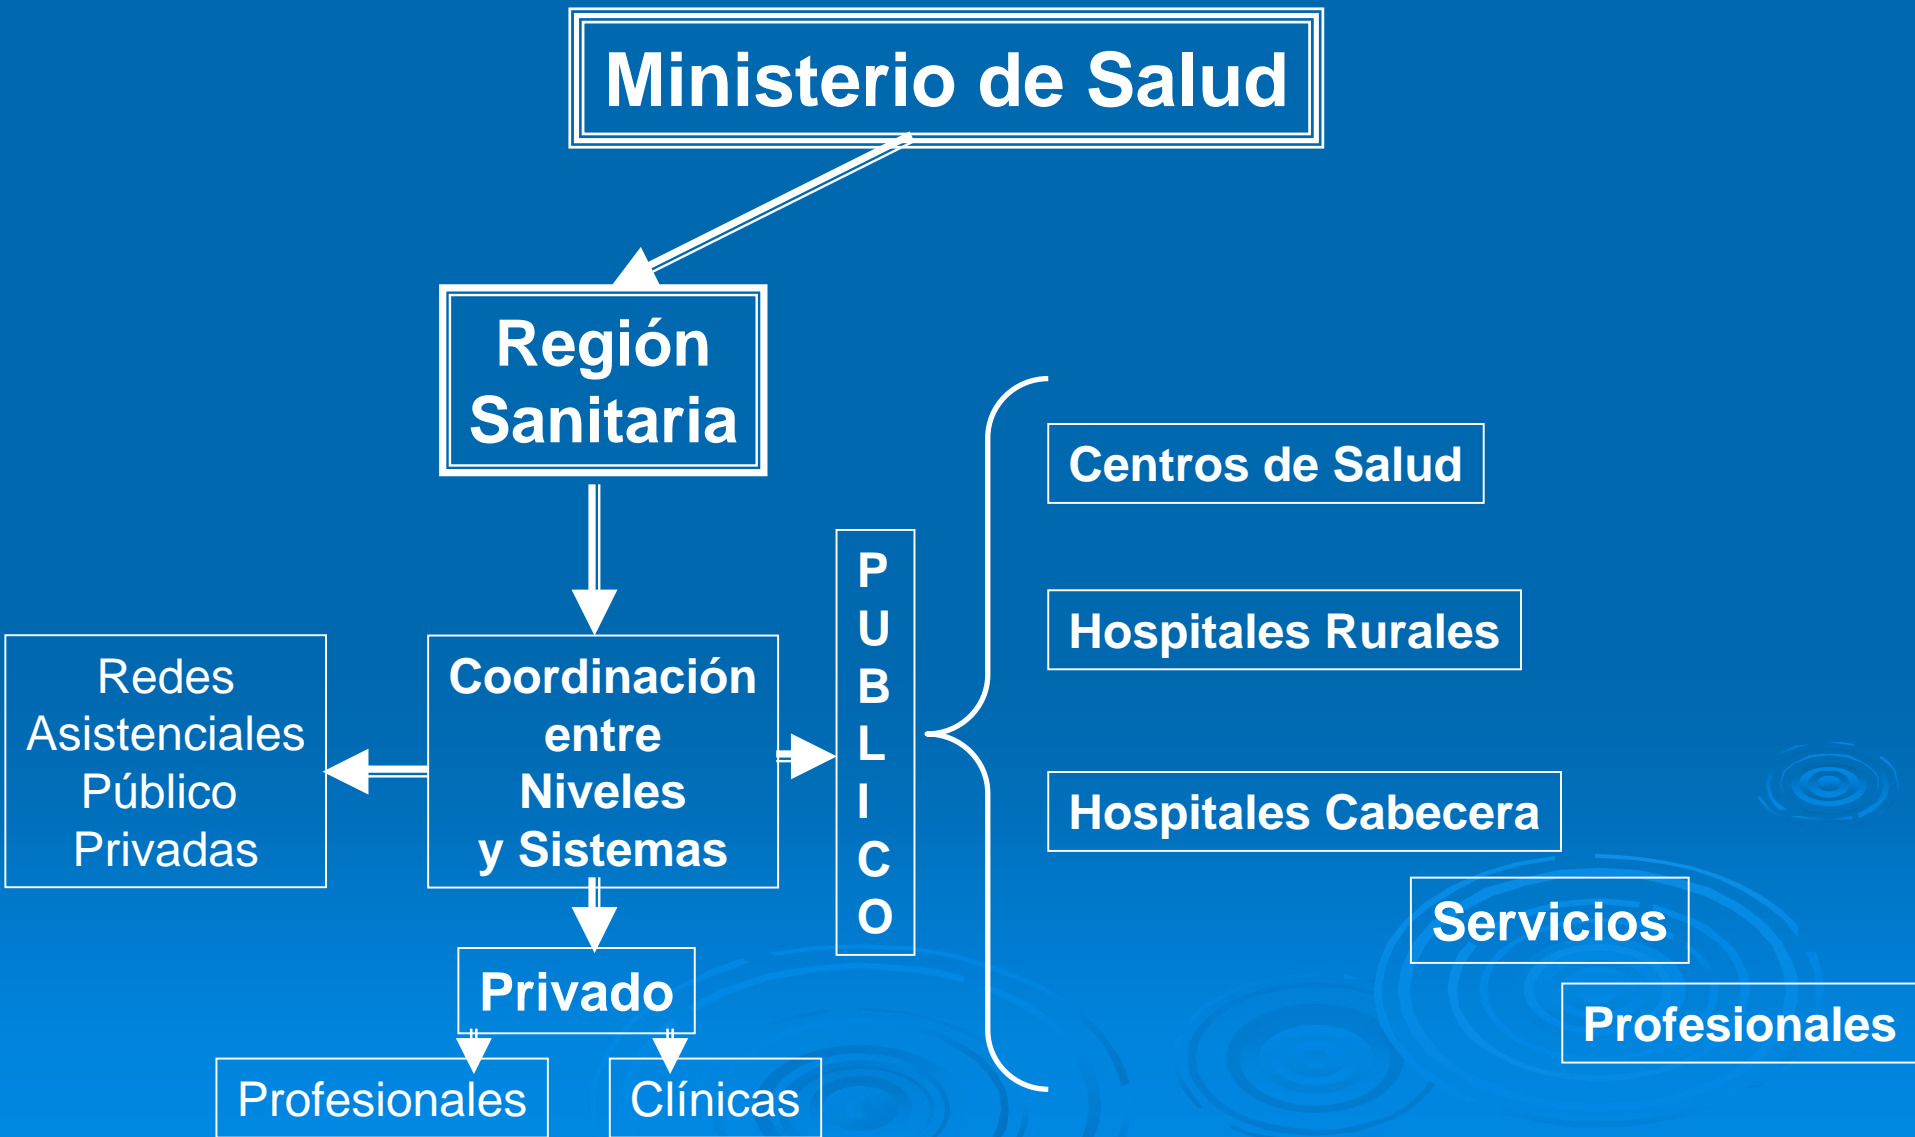 Ministerio de Salud
Región
Sanitaria
Centros de Salud
Hospitales Rurales
Redes
Asistenciales
Público
Privadas
Coordinación
entre
Niveles
y Sistemas
P
U
B
L
I
C
O
Hospitales Cabecera
Servicios
Privado
Profesionales
Profesionales
Clínicas